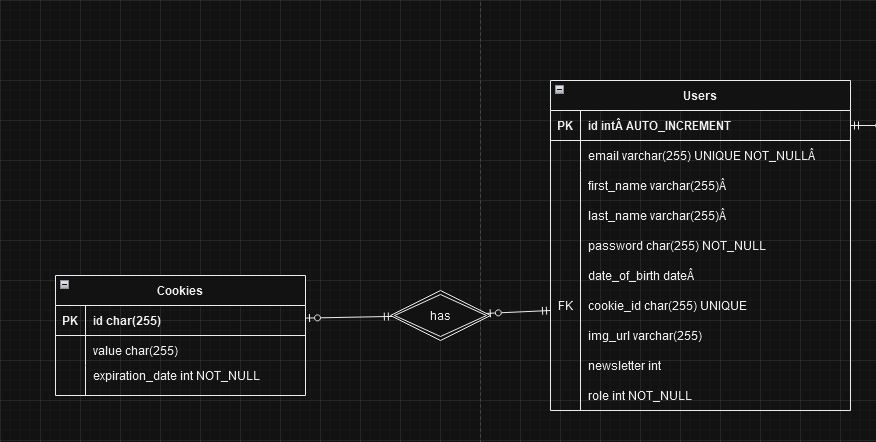 Users
PK id intÂ AUTO_INCREMENT
email varchar(255) UNIQUE NOT_NULLÂ
first_name varchar(255)Â
last_name varchar(255)Â
password char(255) NOT_NULL
date_of_birth dateÂ
FK cookie_id char(255) UNIQUE
img_url varchar(255)
newsletter int
role int NOT_NULL
Cookies
PK id char(255)
value char(255)
expiration_date int NOT_NULL
has